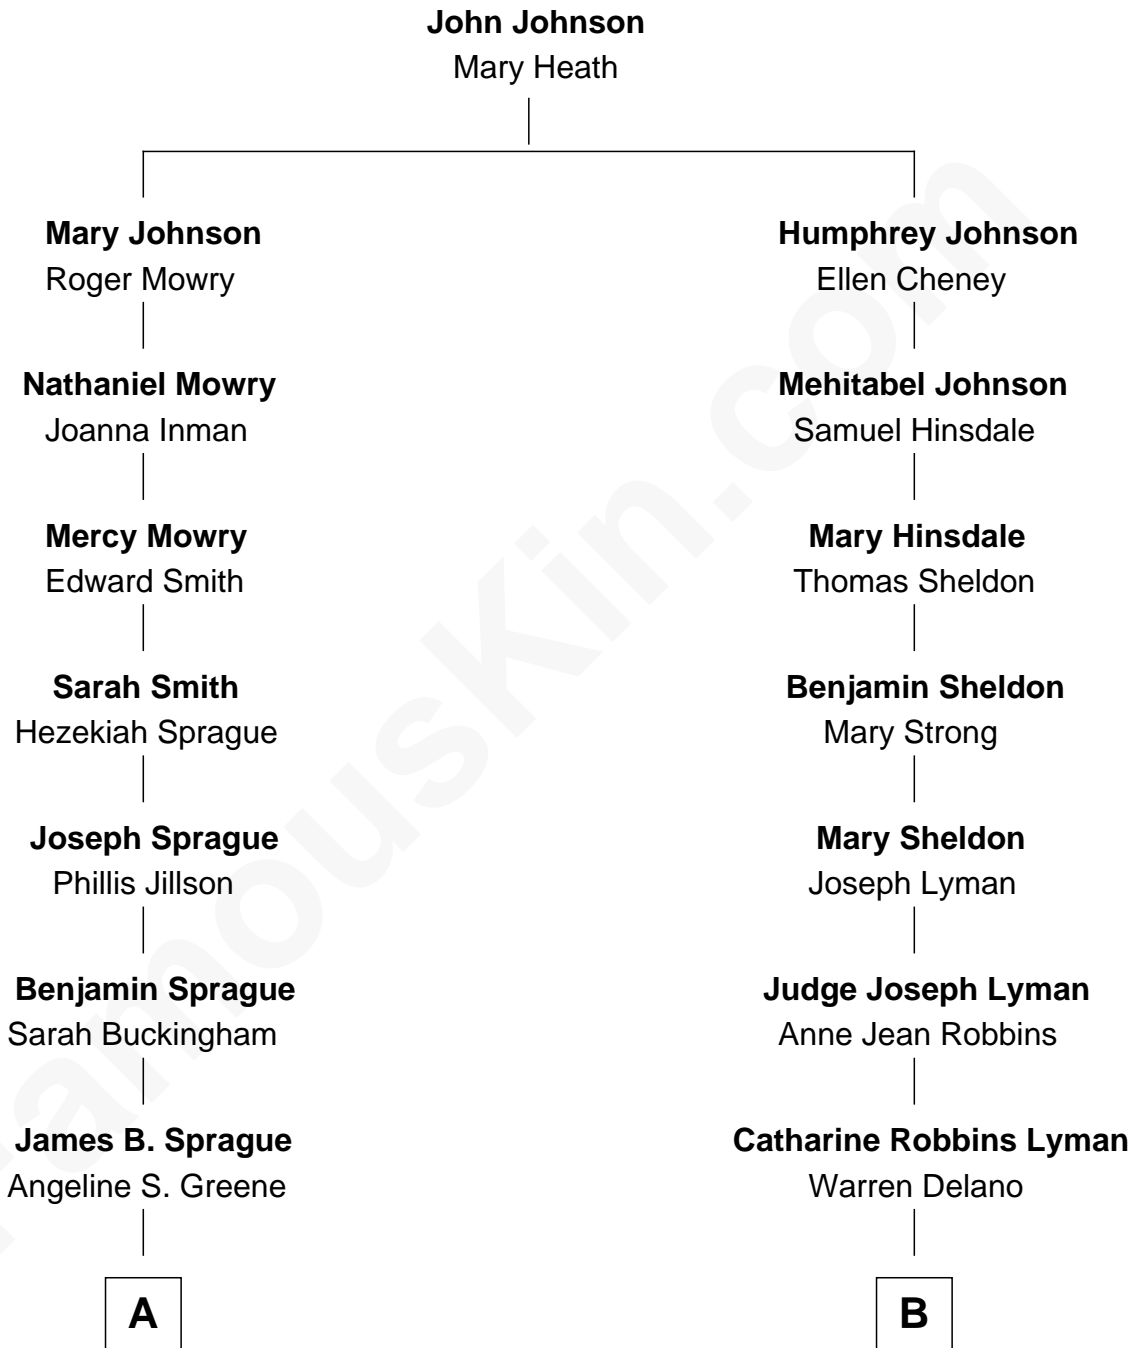 John Johnson
Mary Heath
Mary Johnson
Roger Mowry
Humphrey Johnson
Ellen Cheney
Nathaniel Mowry
Joanna Inman
Mehitabel Johnson
Samuel Hinsdale
Mercy Mowry
Edward Smith
Mary Hinsdale
Thomas Sheldon
Sarah Smith
Hezekiah Sprague
Benjamin Sheldon
Mary Strong
Joseph Sprague
Phillis Jillson
Mary Sheldon
Joseph Lyman
Benjamin Sprague
Sarah Buckingham
Judge Joseph Lyman
Anne Jean Robbins
James B. Sprague
Angeline S. Greene
Catharine Robbins Lyman
Warren Delano
A
B
FamousKin.com